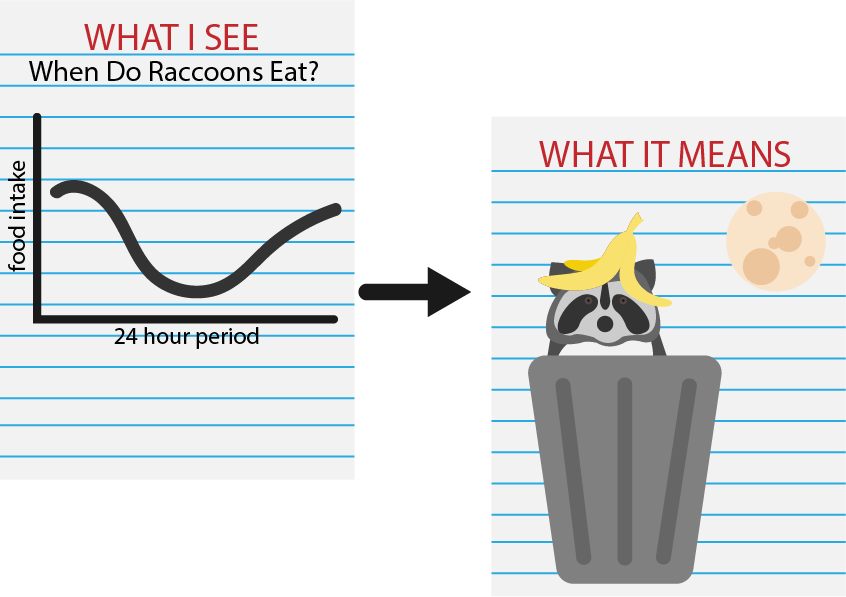 WHAT I SEE
When Do Raccoons Eat?
food intake
24 hour period
WHAT IT MEANS